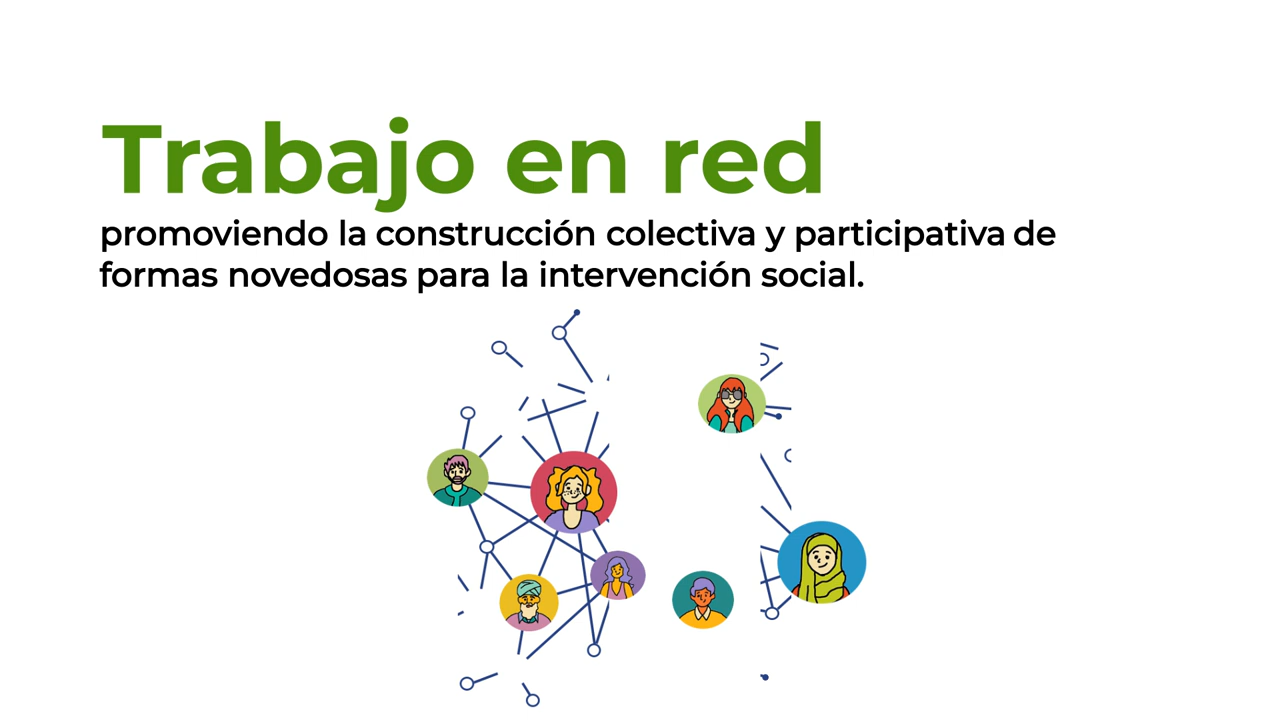 Trabajo en red
promoviendo la construcción colectiva y participativa de
formas novedosas para la intervención social.